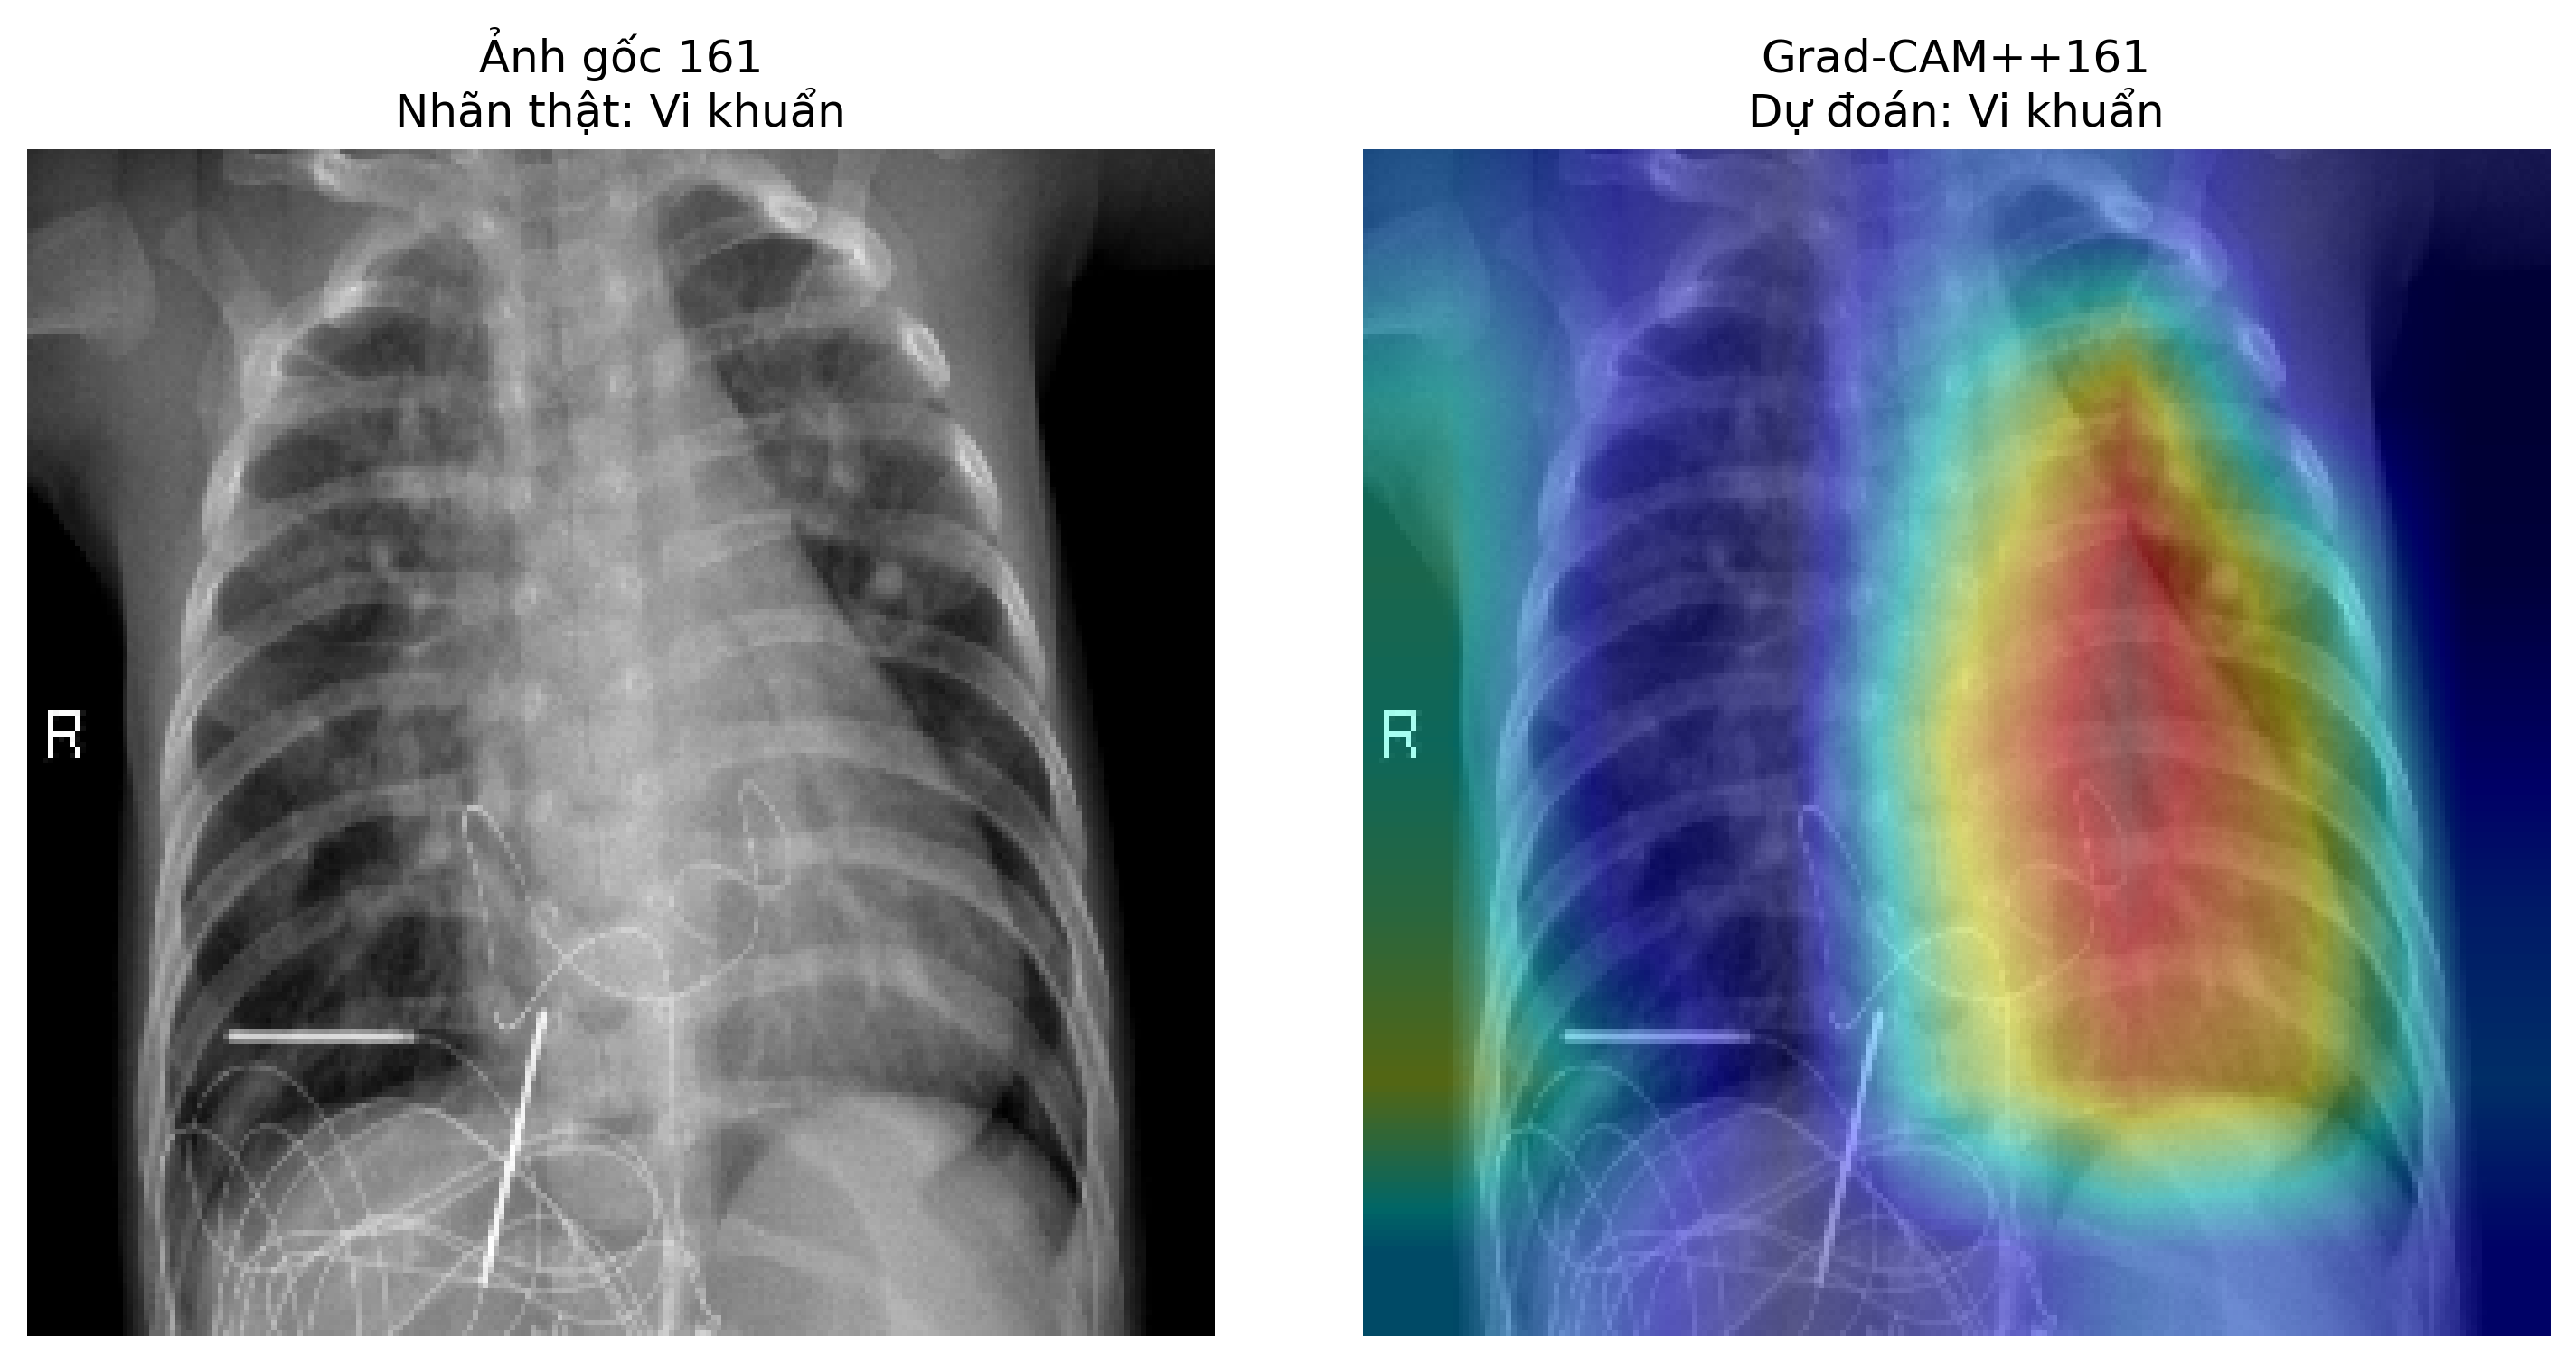 Ảnh gốc 161
Nhãn thật: Vi khuẩn
Grad-CAM++161
Dự đoán: Vi khuẩn
R
R